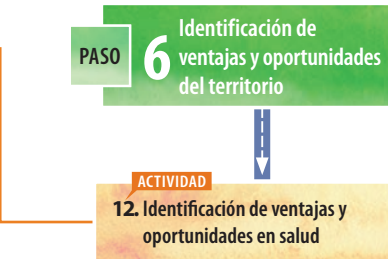 PASO
6
Identificación de
ventajas y oportunidades
del territorio
ACTIVIDAD
12. Identificación de ventajas y
oportunidades en salud